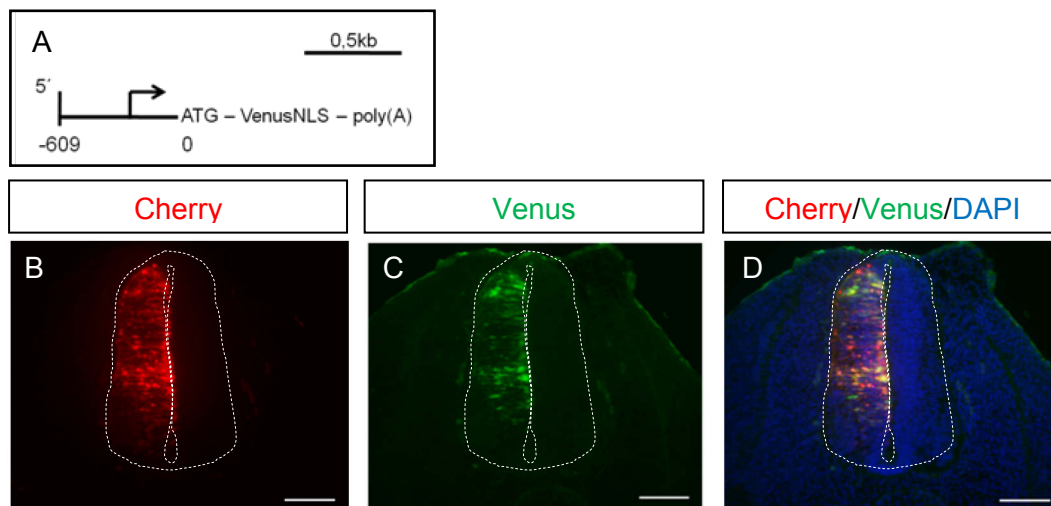 A
0,5kb
5′
ATG – VenusNLS – poly(A)
-609
0
Cherry
Venus
Cherry/Venus/DAPI
B
C
D